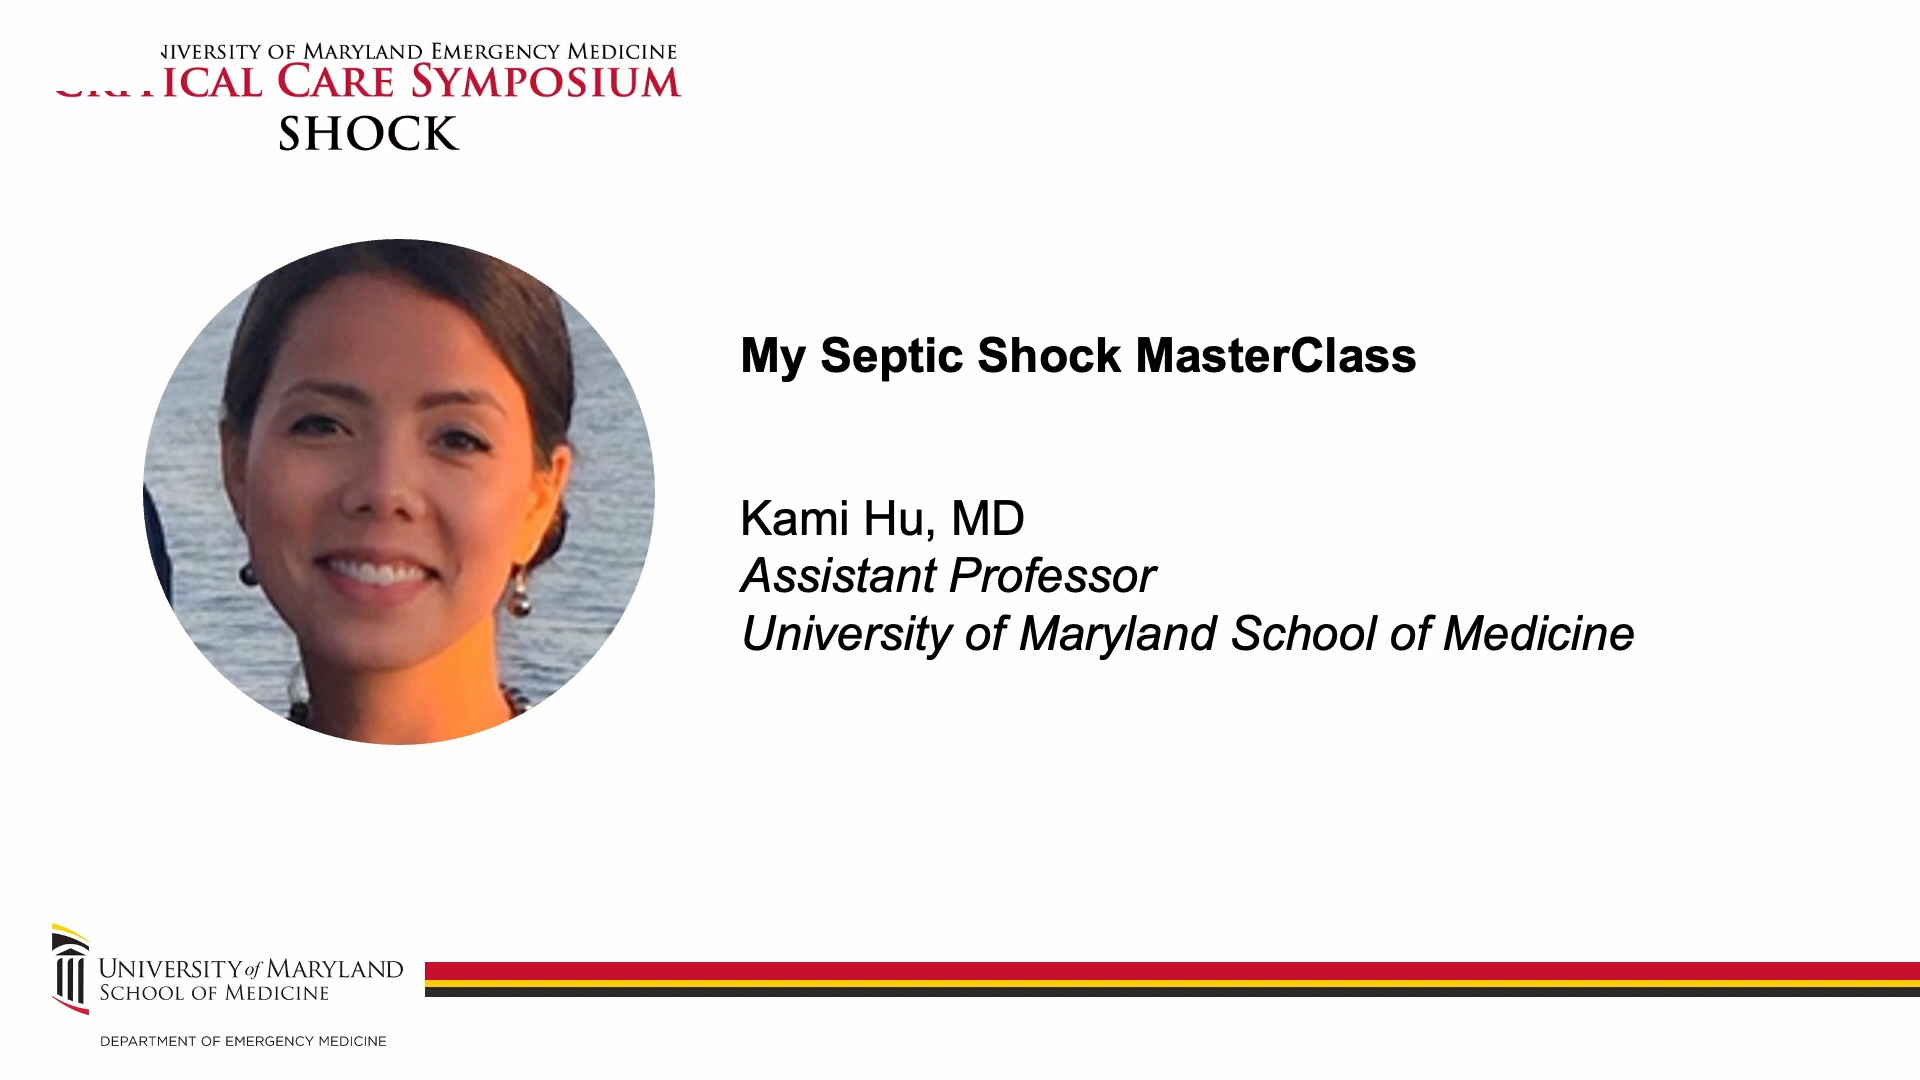 IVERSITY OF MARYLAND EMERGENCY MEDICINE
ICAL CARE SYMPOSIUM
SHOCK
My Septic Shock MasterClass
Kami Hu, MD
Assistant Professor
University of Maryland School of Medicine
UNIVERSITY of MARYLAND
SCHOOL OF MEDICINE
DEPARTMENT OF EMERGENCY MEDICINE